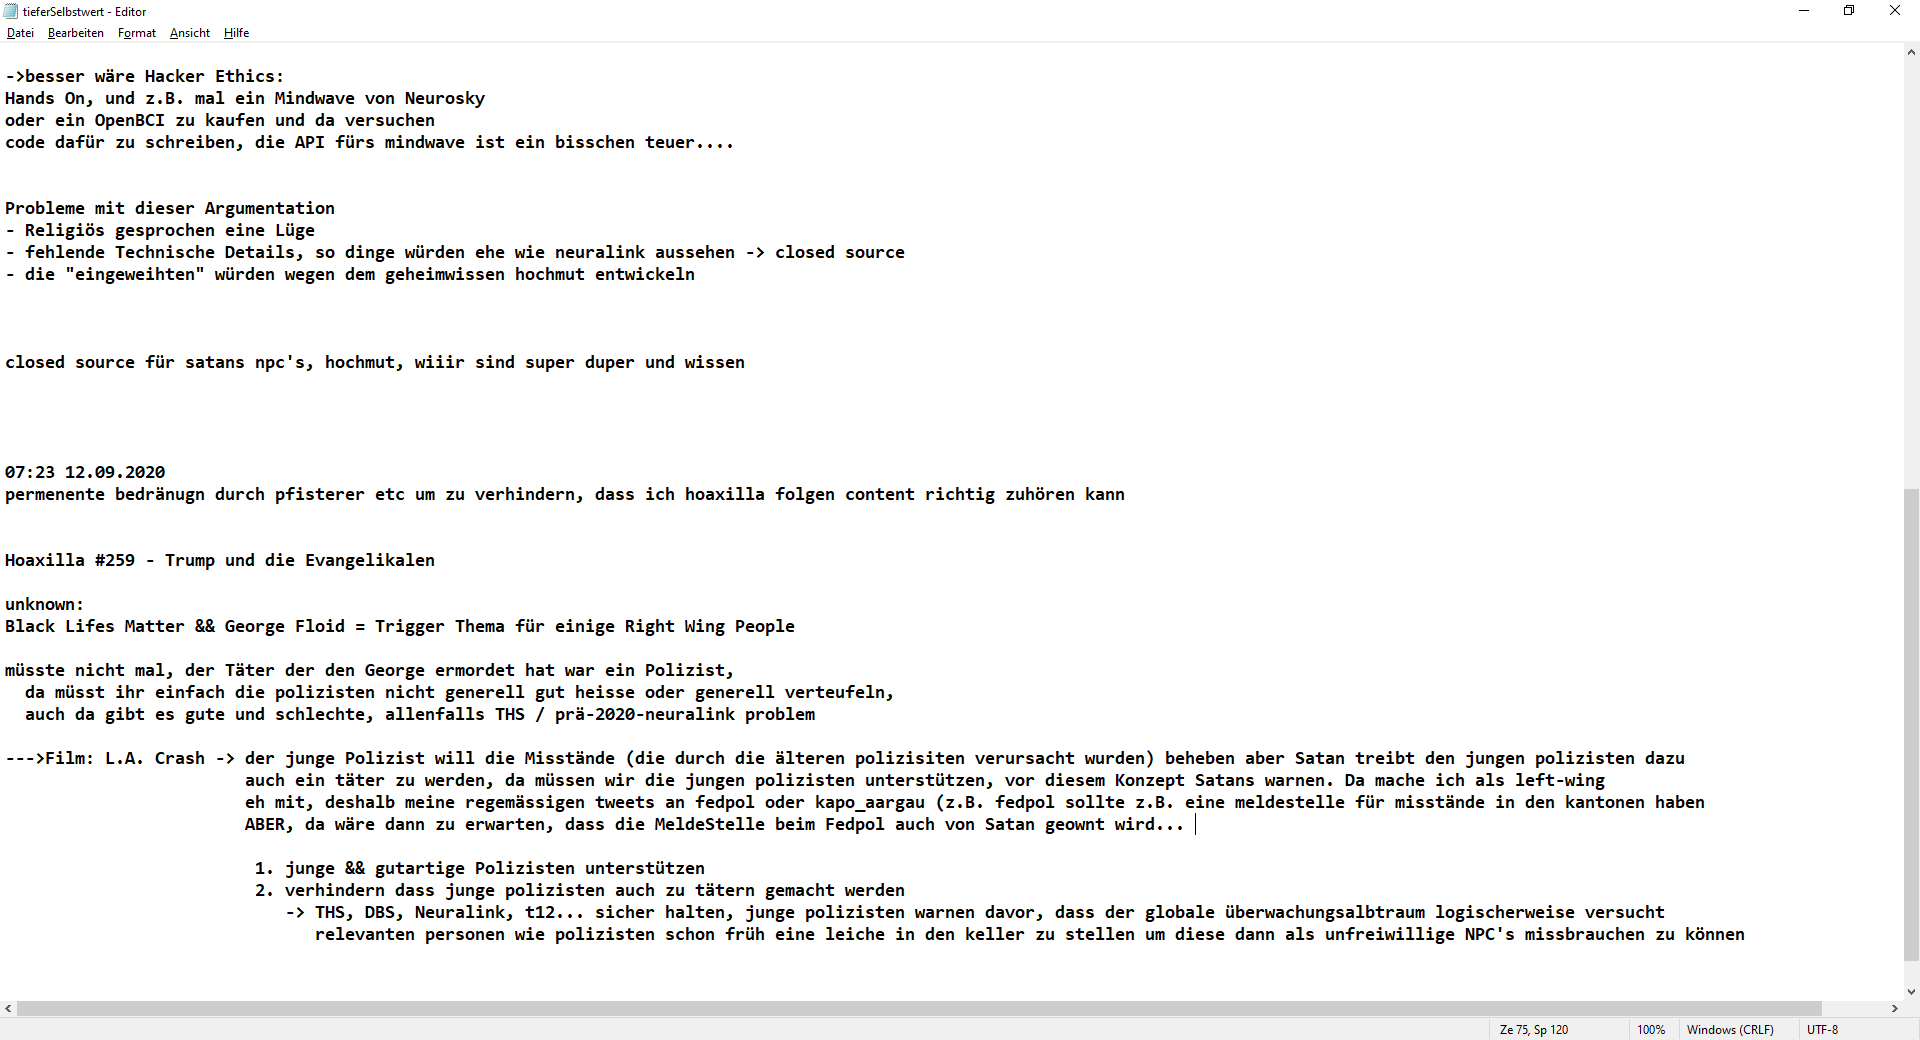 tieferSelbstwert - Editor
Datei Bearbeiten Format Ansicht Hilfe
->besser wäre Hacker Ethics:
Hands On, und z.B. mal ein Mindwave von Neurosky
oder ein OpenBCI zu kaufen und da versuchen
code dafür zu schreiben, die API fürs mindwave ist ein bisschen teuer....
Probleme mit dieser Argumentation
- Religiös gesprochen eine Lüge
- fehlende Technische Details, so dinge würden ehe wie neuralink aussehen -> closed source
- die "eingeweihten" würden wegen dem geheimwissen hochmut entwickeln
closed source für satans npc's, hochmut, wiiir sind super duper und wissen
07:23 12.09.2020
permenente bedränugn durch pfisterer etc um zu verhindern, dass ich hoaxilla folgen content richtig zuhören kann
Hoaxilla #259 - Trump und die Evangelikalen
unknown:
Black Lifes Matter && George Floid = Trigger Thema für einige Right Wing People
müsste nicht mal, der Täter der den George ermordet hat war ein Polizist,
da müsst ihr einfach die polizisten nicht generell gut heisse oder generell verteufeln,
auch da gibt es gute und schlechte, allenfalls THS / prä-2020-neuralink problem
--->Film: L.A. Crash -> der junge Polizist will die Misstände (die durch die älteren polizisiten verursacht wurden) beheben aber Satan treibt den jungen polizisten dazu
auch ein täter zu werden, da müssen wir die jungen polizisten unterstützen, vor diesem Konzept Satans warnen. Da mache ich als left-wing
eh mit, deshalb meine regemässigen tweets an fedpol oder kapo_aargau (z.B. fedpol sollte z.B. eine meldestelle für misstände in den kantonen haben
ABER, da wäre dann zu erwarten, dass die MeldeStelle beim Fedpol auch von Satan geownt wird...
1. junge && gutartige Polizisten unterstützen
2. verhindern dass junge polizisten auch zu tätern gemacht werden
-> THS, DBS, Neuralink, t12... sicher halten, junge polizisten warnen davor, dass der globale überwachungsalbtraum logischerweise versucht
relevanten personen wie polizisten schon früh eine leiche in den keller zu stellen um diese dann als unfreiwillige NPC's missbrauchen zu können
Ze 75, Sp 120 100% Windows (CRLF) UTF-8